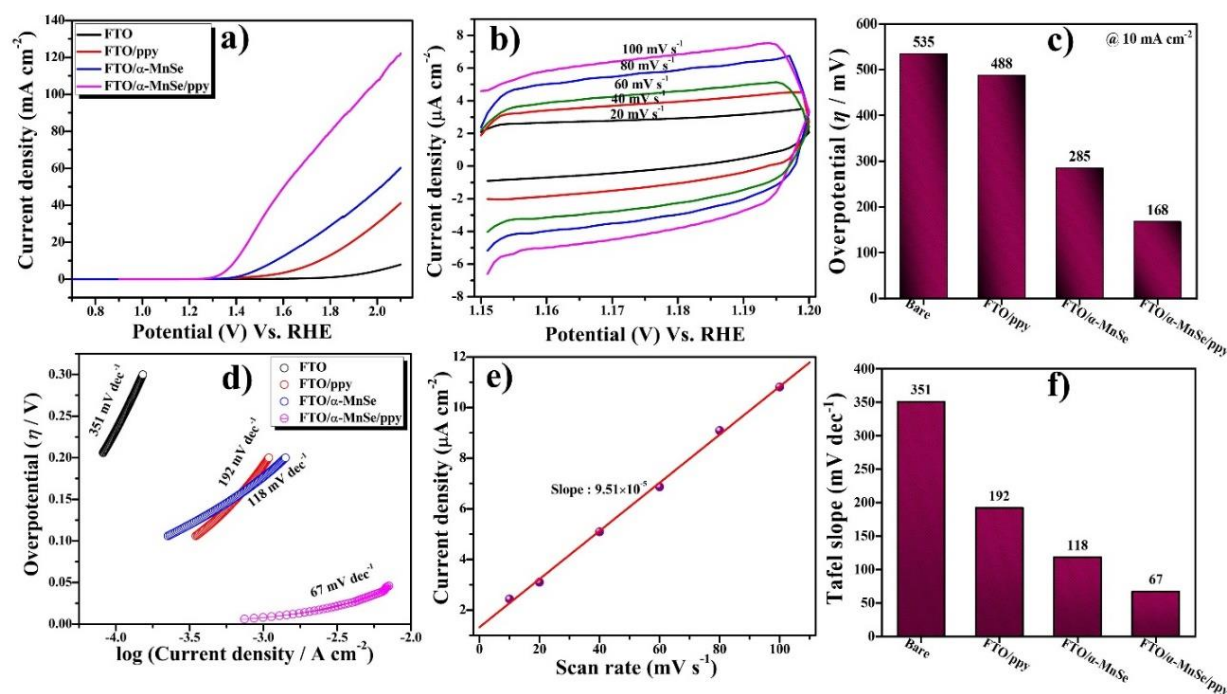 a)
FTO
FTO/ppy
FTO/α-MnSe
FTO/α-MnSe/ppy
Current density (mA cm⁻²)
140
120
100
80
60
40
20
0
0.8 1.0 1.2 1.4 1.6 1.8 2.0
Potential (V) Vs. RHE
b)
100 mV s⁻¹
80 mV s⁻¹
60 mV s⁻¹
40 mV s⁻¹
20 mV s⁻¹
Current density (μA cm⁻²)
8
6
4
2
0
-2
-4
-6
-8
1.15 1.16 1.17 1.18 1.19 1.20
Potential (V) Vs. RHE
c)
@ 10 mA cm⁻²
535
488
285
168
Overpotential (η / mV)
600
500
400
300
200
100
0
Bare
FTO/ppy
FTO/α-MnSe
FTO/α-MnSe/ppy
d)
FTO
FTO/ppy
FTO/α-MnSe
FTO/α-MnSe/ppy
351 mV dec⁻¹
192 mV dec⁻¹
118 mV dec⁻¹
67 mV dec⁻¹
Overpotential (η / V)
0.30
0.25
0.20
0.15
0.10
0.05
0.00
-4.0 -3.5 -3.0 -2.5 -2.0
log (Current density / A cm⁻²)
e)
Slope : 9.51×10⁻⁵
Current density (μA cm⁻²)
12
10
8
6
4
2
0 20 40 60 80 100
Scan rate (mV s⁻¹)
f)
351
192
118
67
Tafel slope (mV dec⁻¹)
400
350
300
250
200
150
100
50
0
Bare
FTO/ppy
FTO/α-MnSe
FTO/α-MnSe/ppy